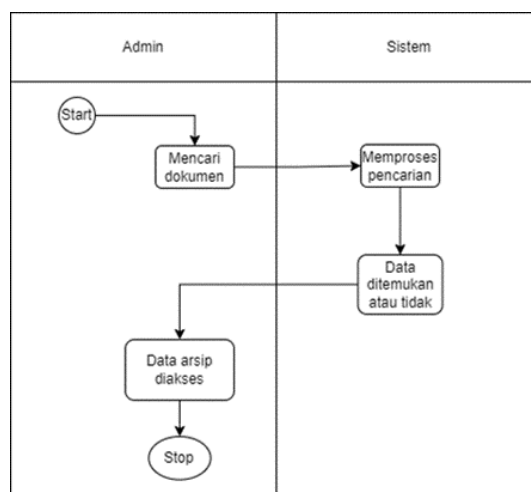 Admin
Sistem
Start
Mencari
dokumen
Memproses
pencarian
Data
ditemukan
atau tidak
Data arsip
diakses
Stop